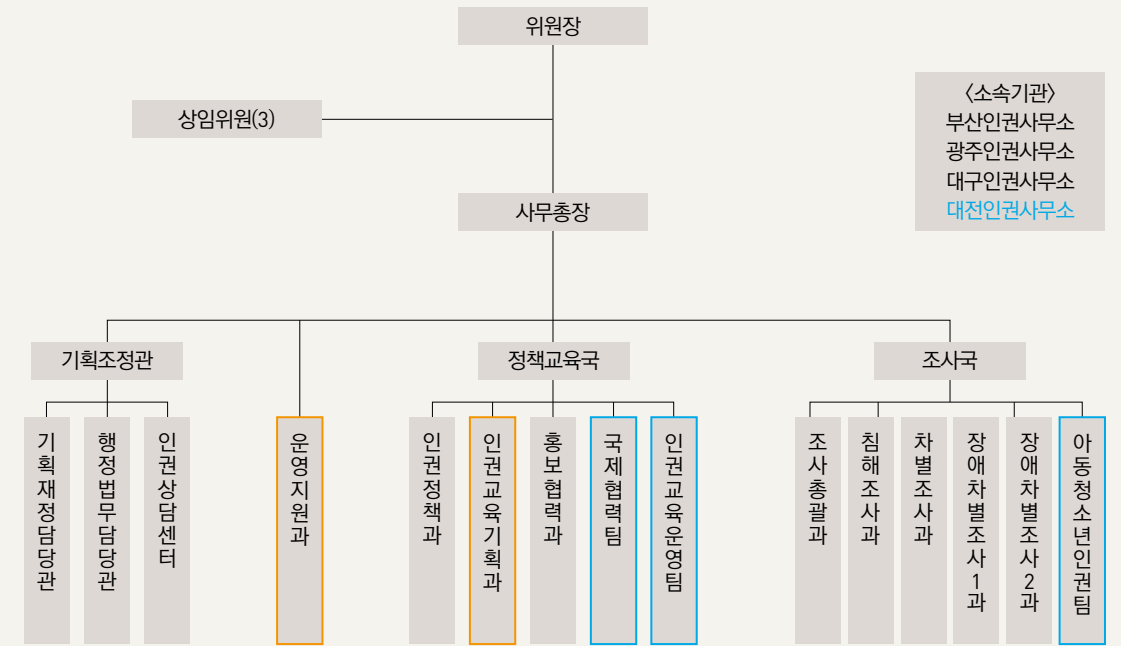 위원장
상임위원(3)
〈소속기관〉
부산인권사무소
광주인권사무소
대구인권사무소
대전인권사무소
사무총장
기획조정관
정책교육국
조사국
기획재정담당관
행정법무담당관
인권상담센터
운영지원과
인권정책과
인권교육기획과
홍보협력과
국제협력팀
인권교육운영팀
조사총괄과
침해조사과
차별조사과
장애차별조사1과
장애차별조사2과
아동청소년인권팀